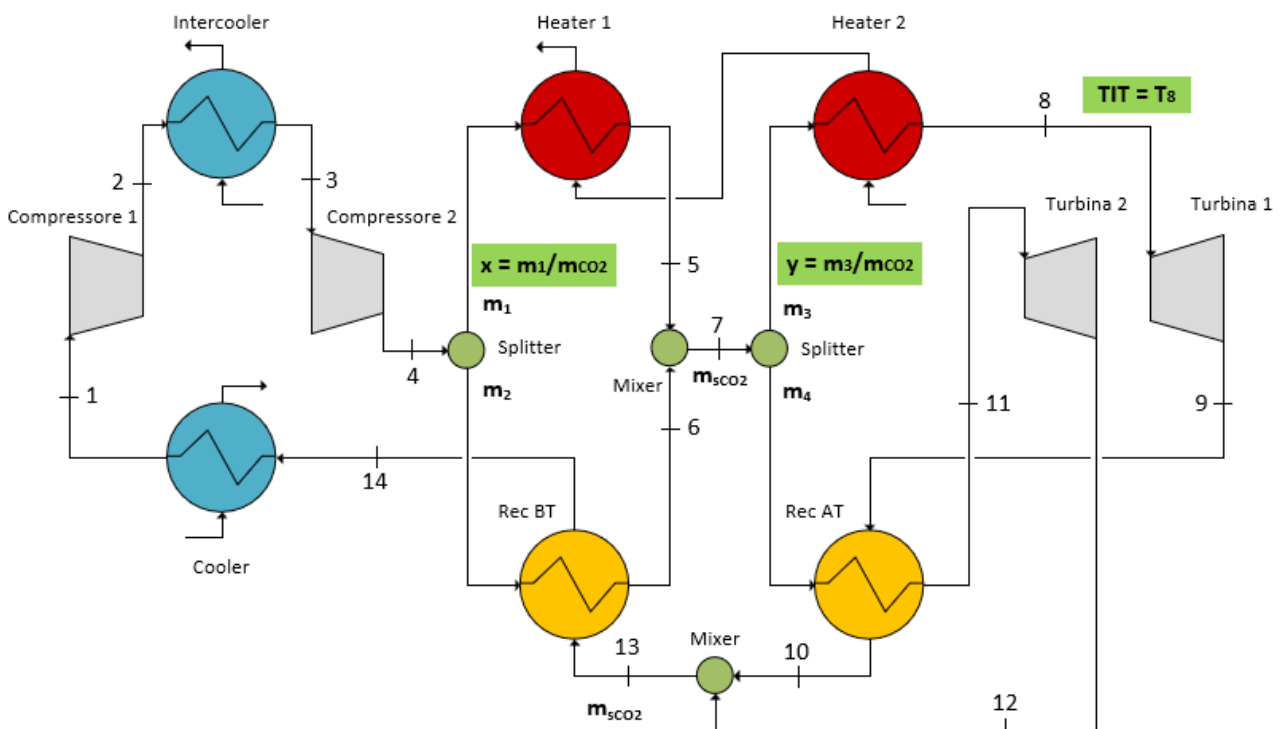 Intercooler
Heater 1
Heater 2
8
TIT = T8
2
3
Compressore 1
Compressore 2
Turbina 2
Turbina 1
x = m1/mCO2
5
y = m3/mCO2
m1
m3
Splitter
7
Splitter
4
Mixer
msCO2
m2
m4
1
6
11
9
14
Rec BT
Rec AT
Cooler
Mixer
13
10
msCO2
12